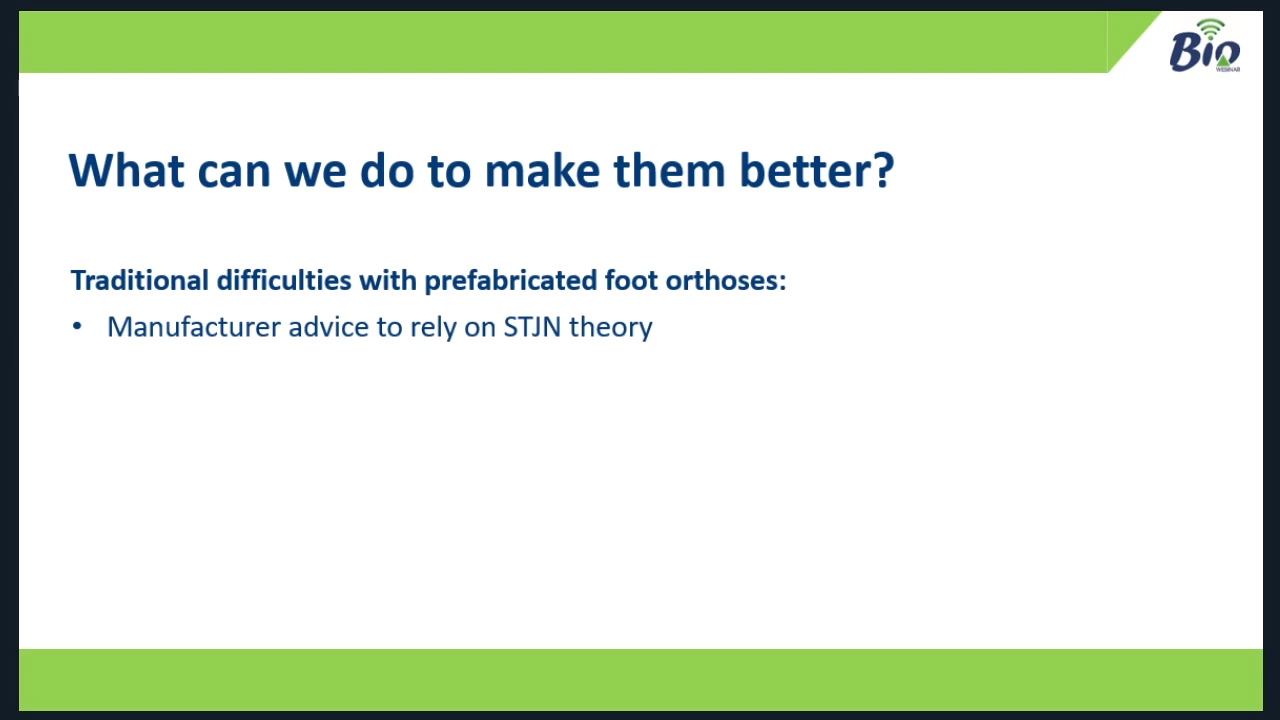 Bio
WEBINAR
What can we do to make them better?
Traditional difficulties with prefabricated foot orthoses:
• Manufacturer advice to rely on STJN theory